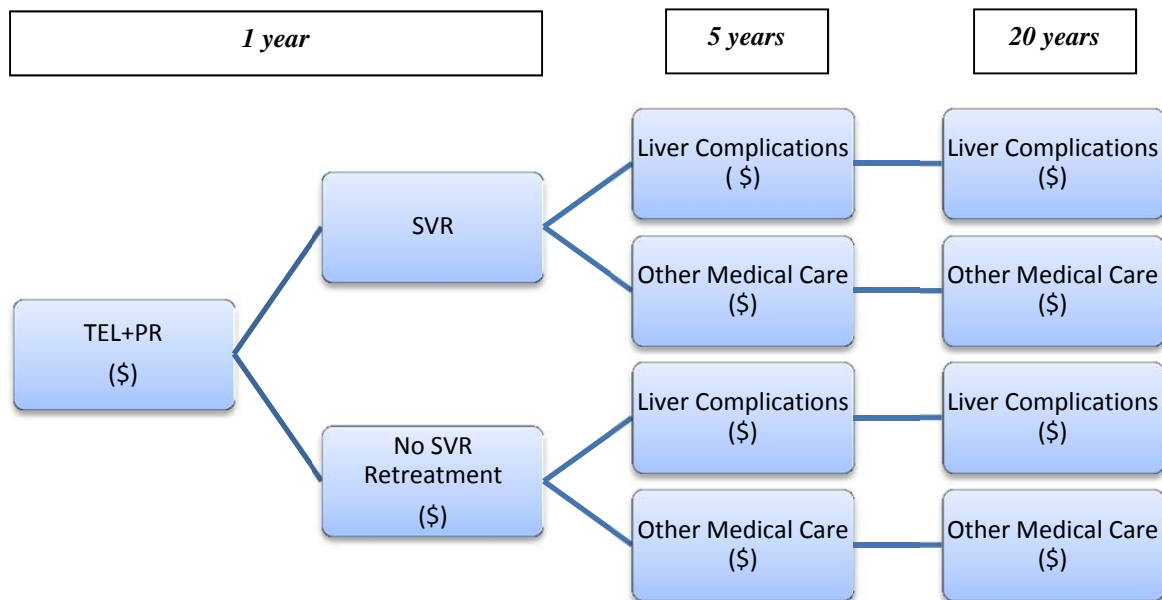 1 year
5 years
20 years
TEL+PR
($)
SVR
No SVR
Retreatment
($)
Liver Complications
( $)
Other Medical Care
($)
Liver Complications
($)
Other Medical Care
($)
Liver Complications
($)
Other Medical Care
($)
Liver Complications
($)
Other Medical Care
($)